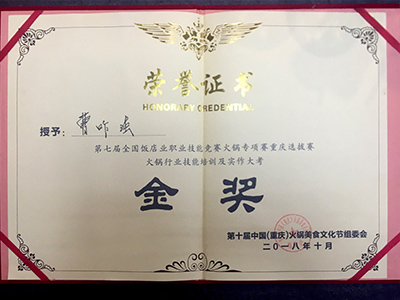 荣誉证书
HONORARY CREDENTIAL
授予：
第七届全国饭店业职业技能竞赛火锅专项赛重庆选拔赛
火锅行业技能培训及实作大考
金奖
第十届中国(重庆)火锅美食文化节组委会
二〇一八年十月